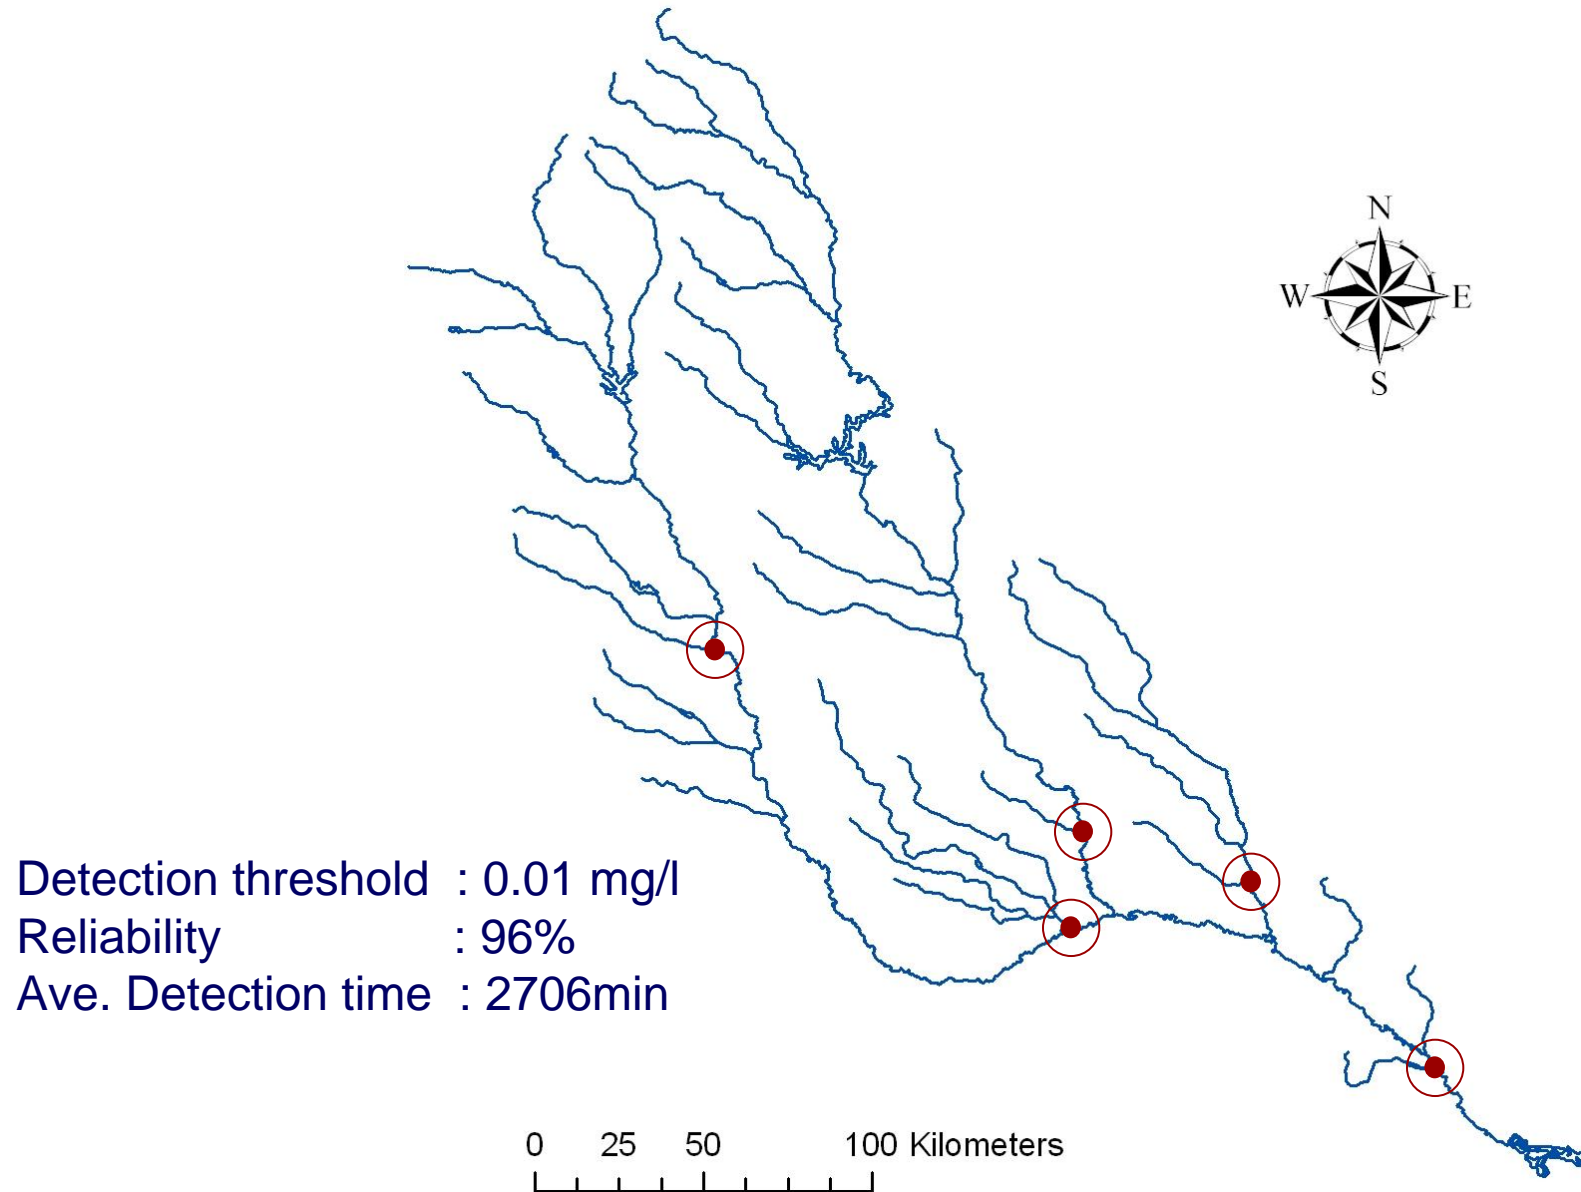 N
W E
S
Detection threshold : 0.01 mg/l
Reliability : 96%
Ave. Detection time : 2706min
0 25 50 100 Kilometers